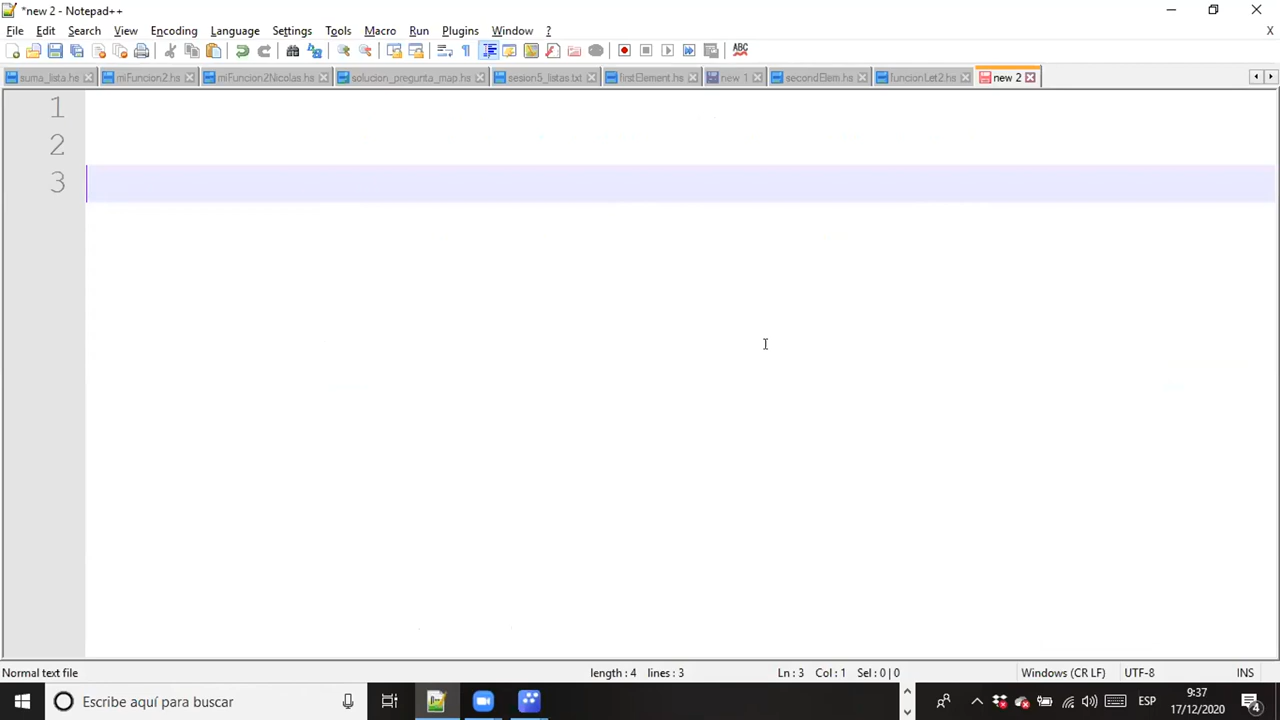 *new 2 - Notepad++
File Edit Search View Encoding Language Settings Tools Macro Run Plugins Window ? X
ABC
suma_lista.hs miFuncion2.hs miFuncion2Nicolas.hs solucion_pregunta_map.hs sesion5_listas.txt firstElement.hs new 1 secondElem.hs funcionLet2.hs new 2
1
2
3
Normal text file length : 4 lines : 3 Ln : 3 Col : 1 Sel : 0 | 0 Windows (CR LF) UTF-8 INS
Escribe aquí para buscar ESP 9:37
17/12/2020 4